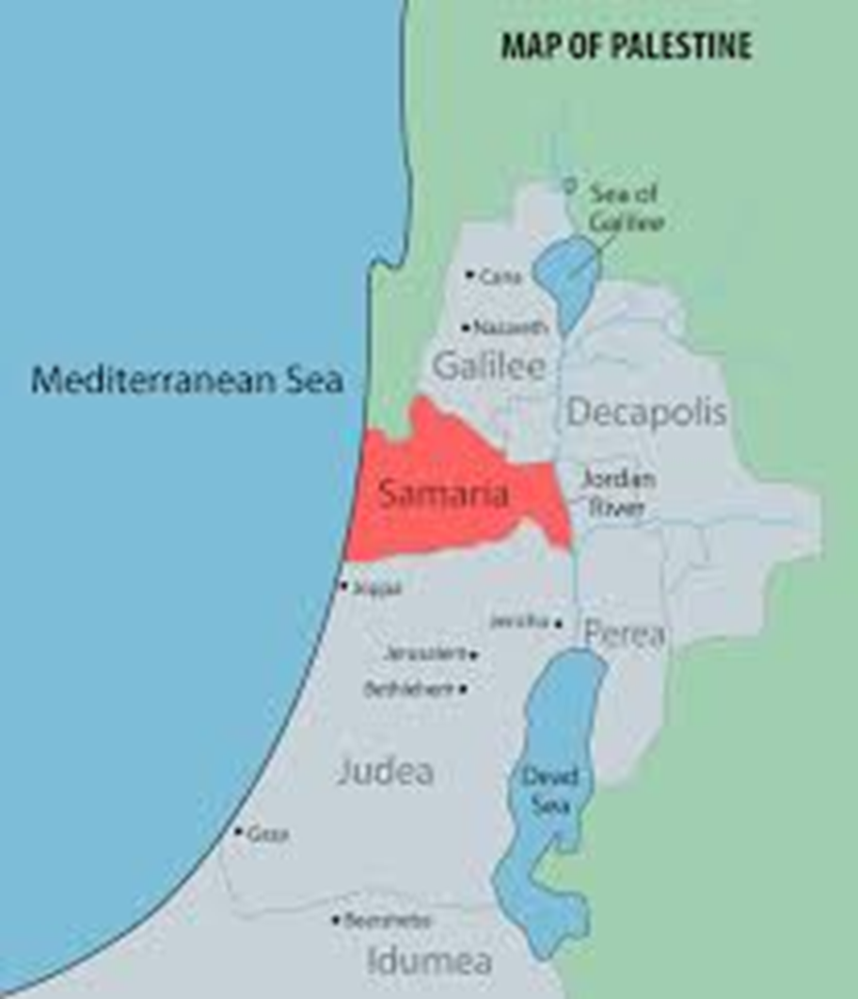 MAP OF PALESTINE
Sea of
Galilee
Cana
Nazareth
Galilee
Mediterranean Sea
Decapolis
Samaria
Jordan
River
Joppa
Jericho
Perea
Jerusalem
Bethlehem
Judea
Dead
Sea
Gaza
Beersheba
Idumea